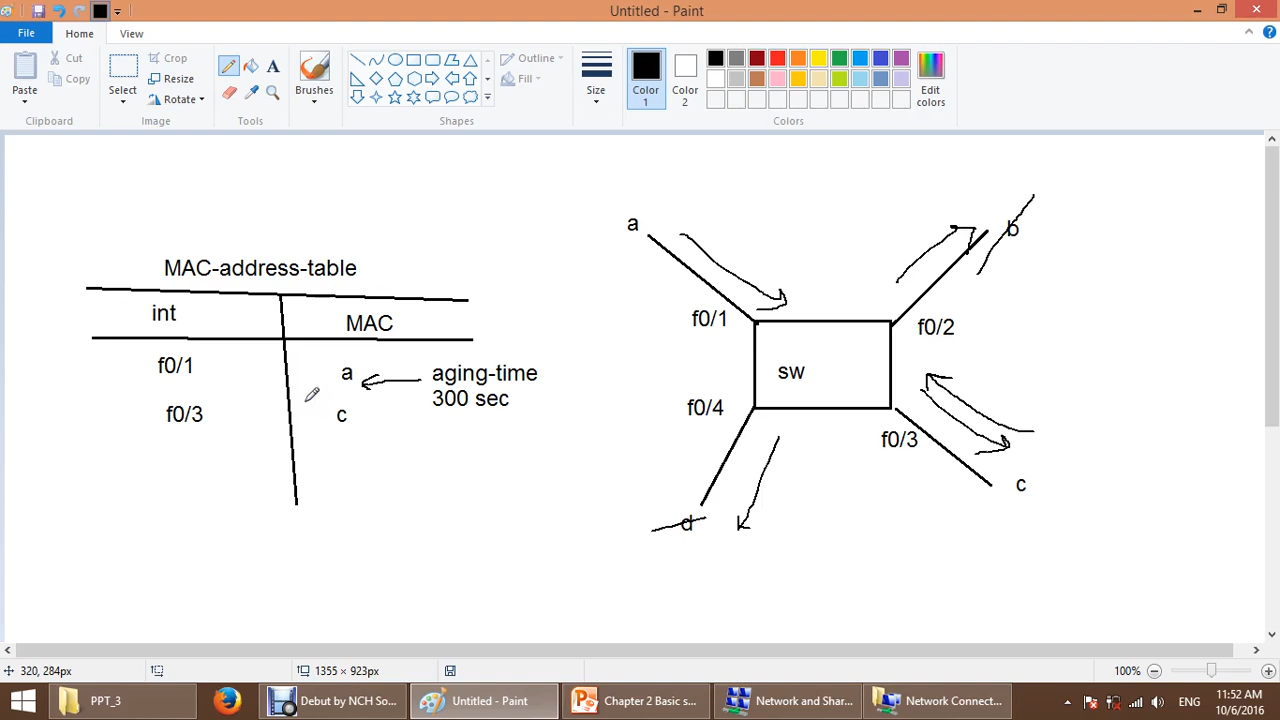 Untitled - Paint
File
Home
View
Paste
Cut
Copy
Clipboard
Select
Crop
Resize
Rotate
Image
A
Tools
Brushes
Outline
Fill
Shapes
Size
Color 1
Color 2
Edit colors
Colors
MAC-address-table
int
MAC
f0/1
a
f0/3
c
aging-time
300 sec
a
b
f0/1
f0/2
sw
f0/4
f0/3
c
d
320, 284px
1355 × 923px
100%
PPT_3
Debut by NCH So...
Untitled - Paint
Chapter 2 Basic s...
Network and Shar...
Network Connect...
ENG
11:52 AM
10/6/2016